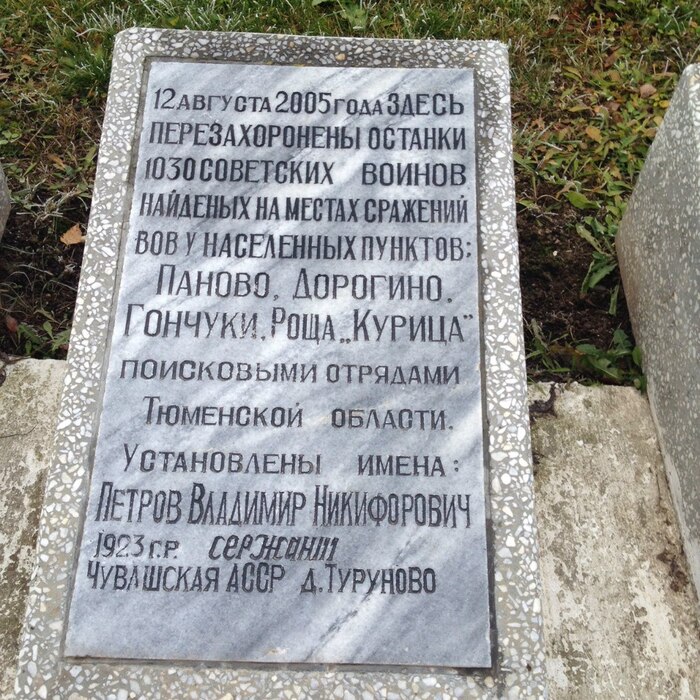 12 августа 2005 года здесь
перезахоронены останки
1030 советских воинов
найденых на местах сражений
ВОВ у населенных пунктов:
Паново, Дорогино,
Гончуки, Роща „Курица"
поисковыми отрядами
Тюменской области.
Установлены имена:
Петров Владимир Никифорович
1923 г.р. сержант
Чувашская АССР д.Туруново